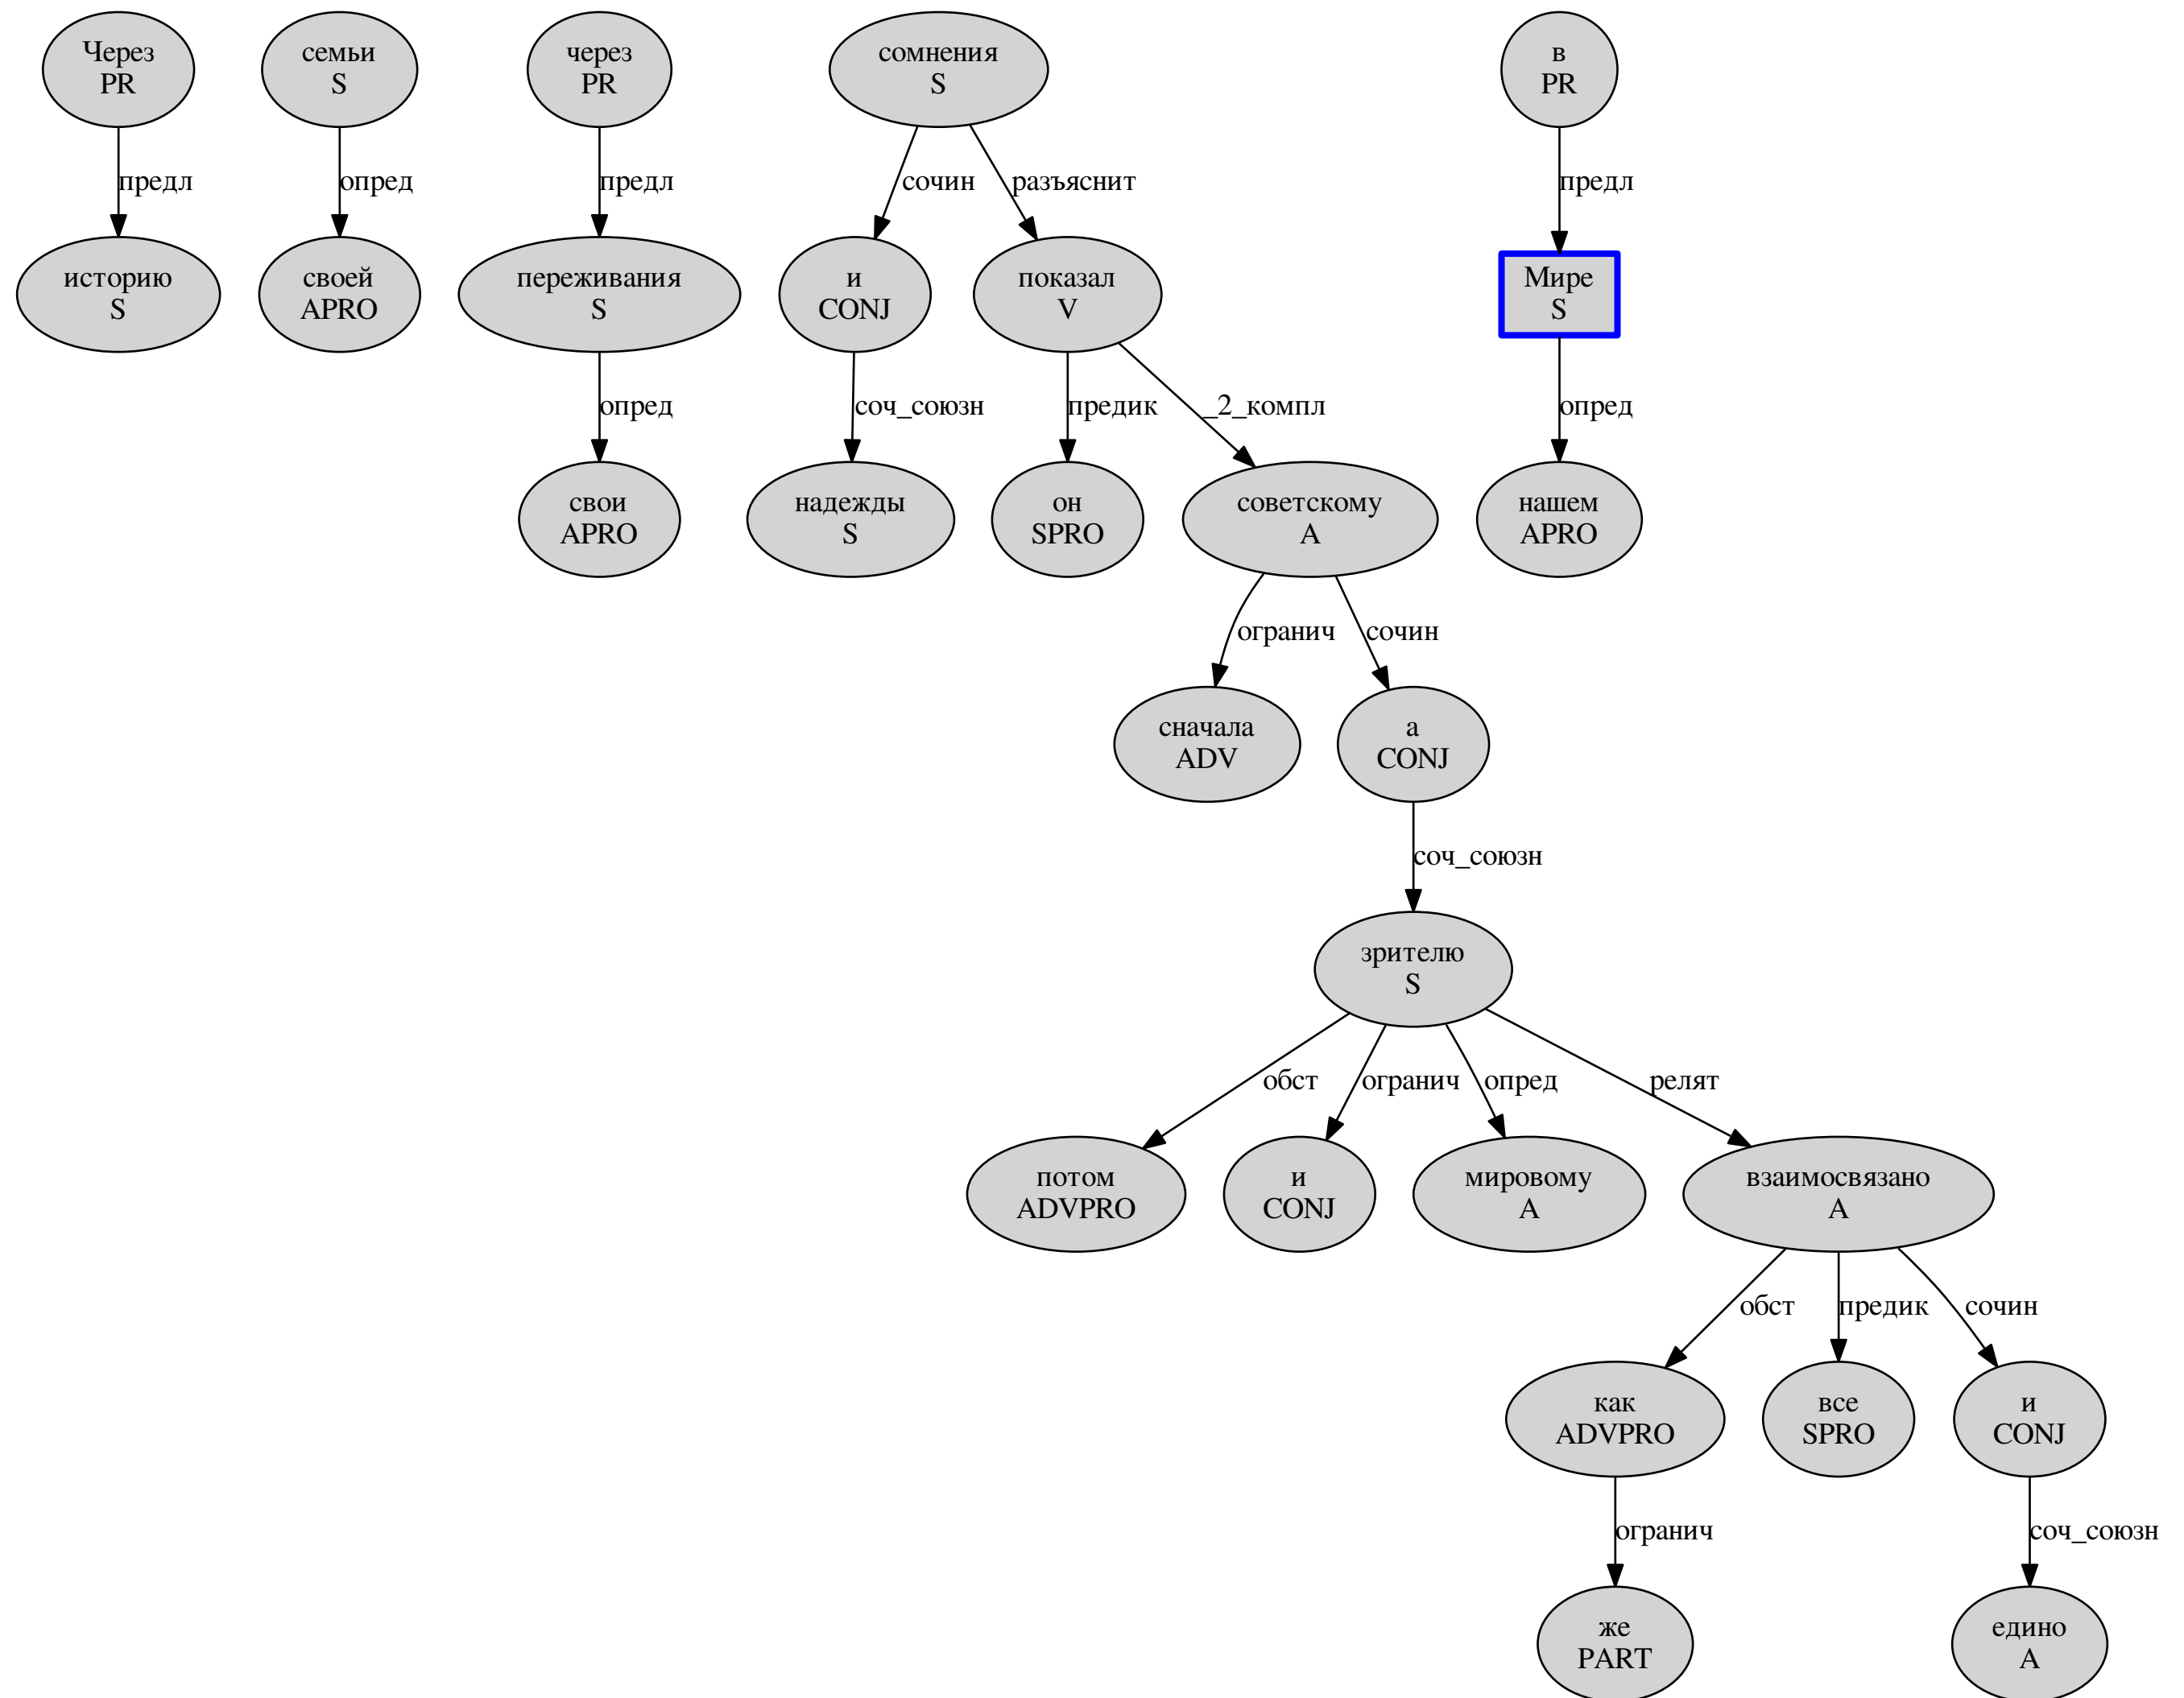 Через
PR
семьи
S
через
PR
сомнения
S
в
PR
предл
опред
предл
сочин
разъяснит
предл
историю
S
своей
APRO
переживания
S
и
CONJ
показал
V
Мире
S
опред
соч_союзн
предик
_2_компл
опред
свои
APRO
надежды
S
он
SPRO
советскому
A
нашем
APRO
огранич
сочин
сначала
ADV
а
CONJ
соч_союзн
зрителю
S
обст
огранич
опред
релят
потом
ADVPRO
и
CONJ
мировому
A
взаимосвязано
A
обст
предик
сочин
как
ADVPRO
все
SPRO
и
CONJ
огранич
соч_союзн
же
PART
едино
A